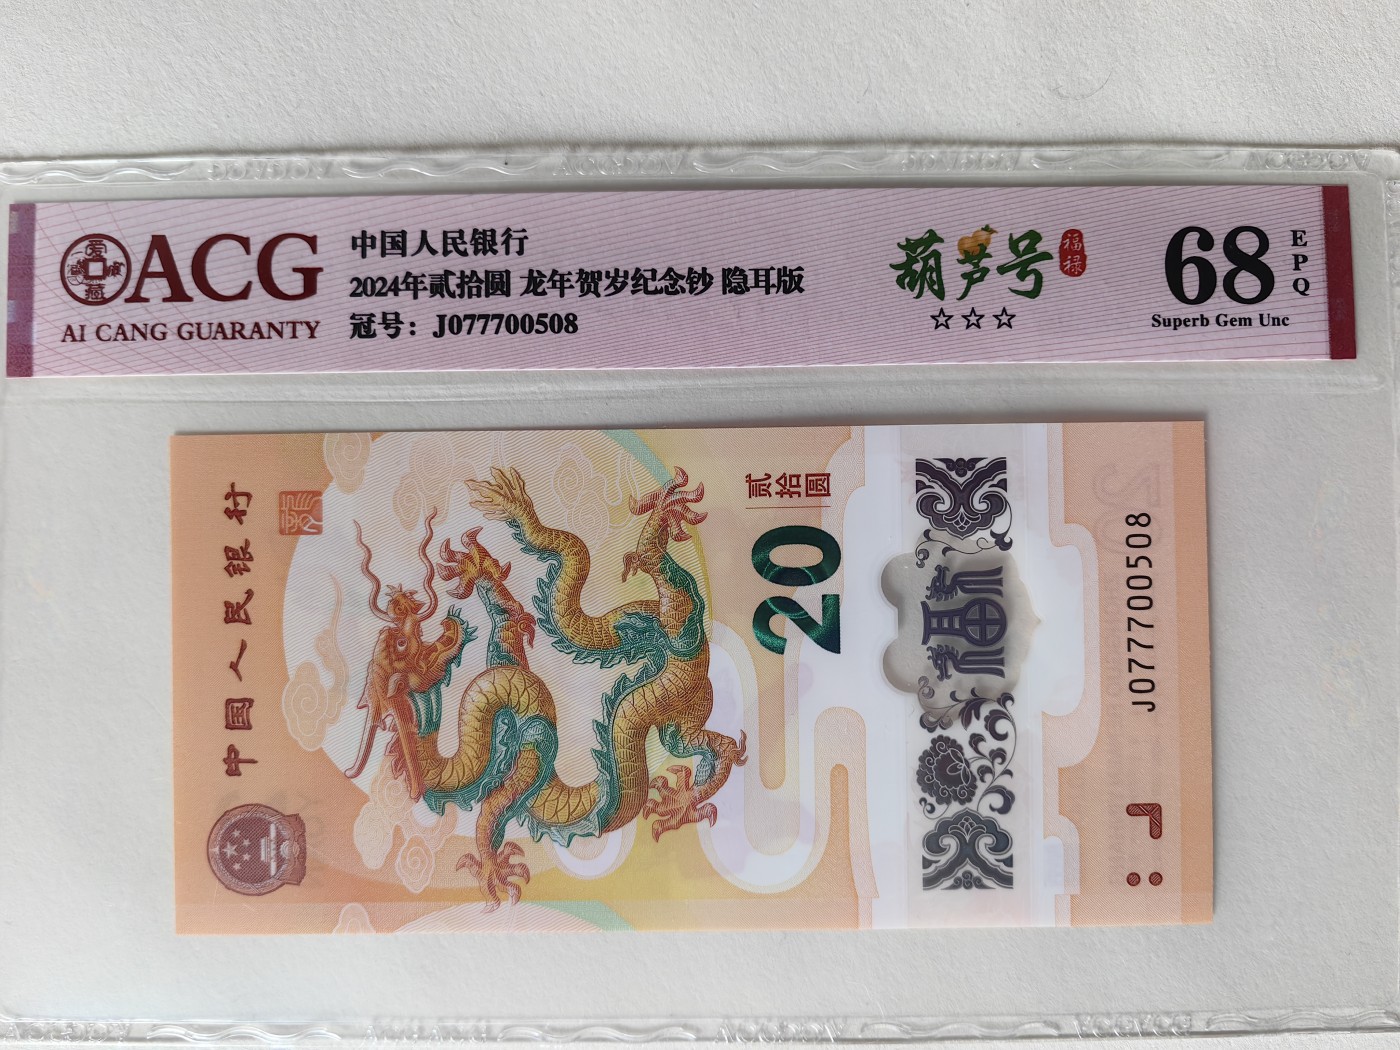 ACG
AI CANG GUARANTY
中国人民银行
2024年贰拾圆 龙年贺岁纪念钞 隐耳版
冠号：J077700508
葫芦号
福禄
☆☆☆
68
EPQ
Superb Gem Unc
中国人民银行
贰拾圆
20
J077700508